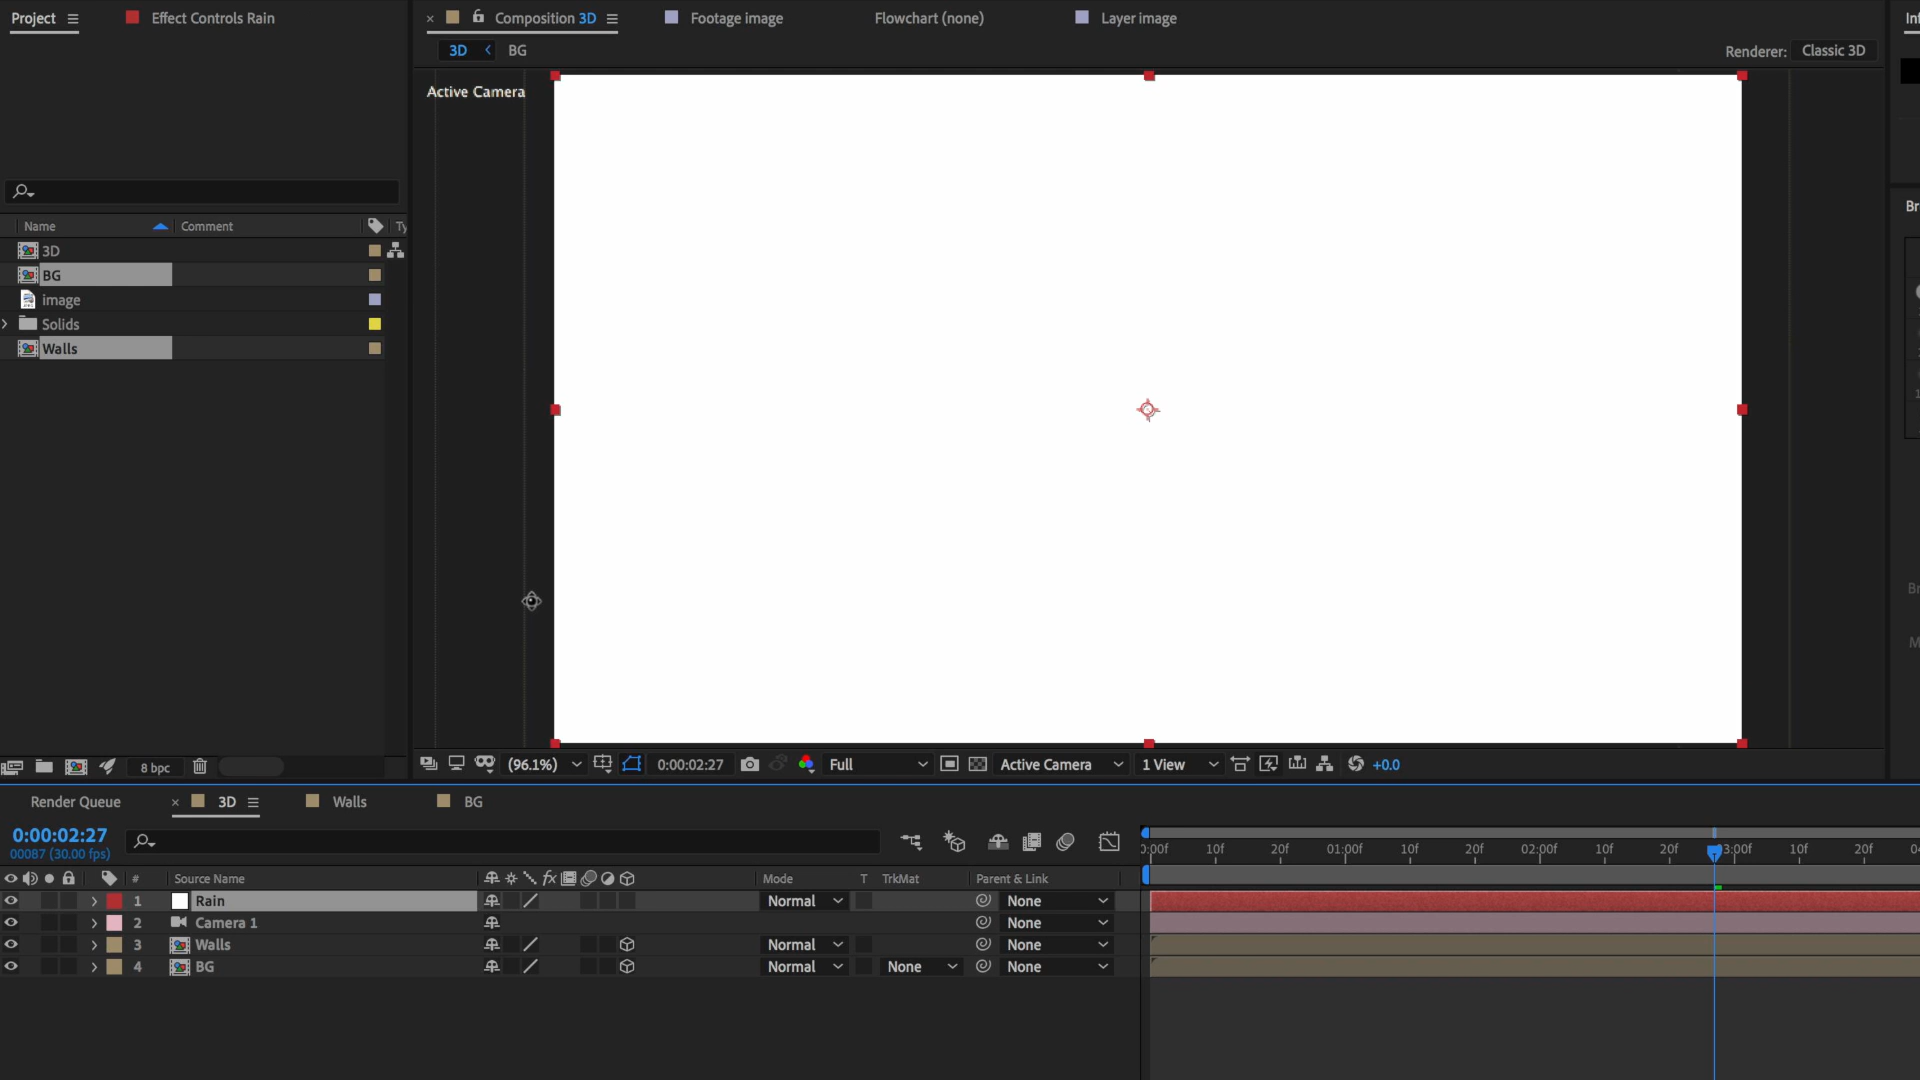 Project
Effect Controls Rain
Composition 3D
Footage image
Flowchart (none)
Layer image
3D
BG
Renderer:
Classic 3D
Active Camera
Name
Comment
3D
BG
image
Solids
Walls
8 bpc
(96.1%)
0:00:02:27
Full
Active Camera
1 View
+0.0
Render Queue
3D
Walls
BG
0:00:02:27
00087 (30.00 fps)
# Source Name
fx
Mode
T TrkMat
Parent & Link
10f 20f 01:00f 10f 20f 02:00f 10f 20f 03:00f 10f 20f
1 Rain Normal None
2 Camera 1 None
3 Walls Normal None
4 BG Normal None None